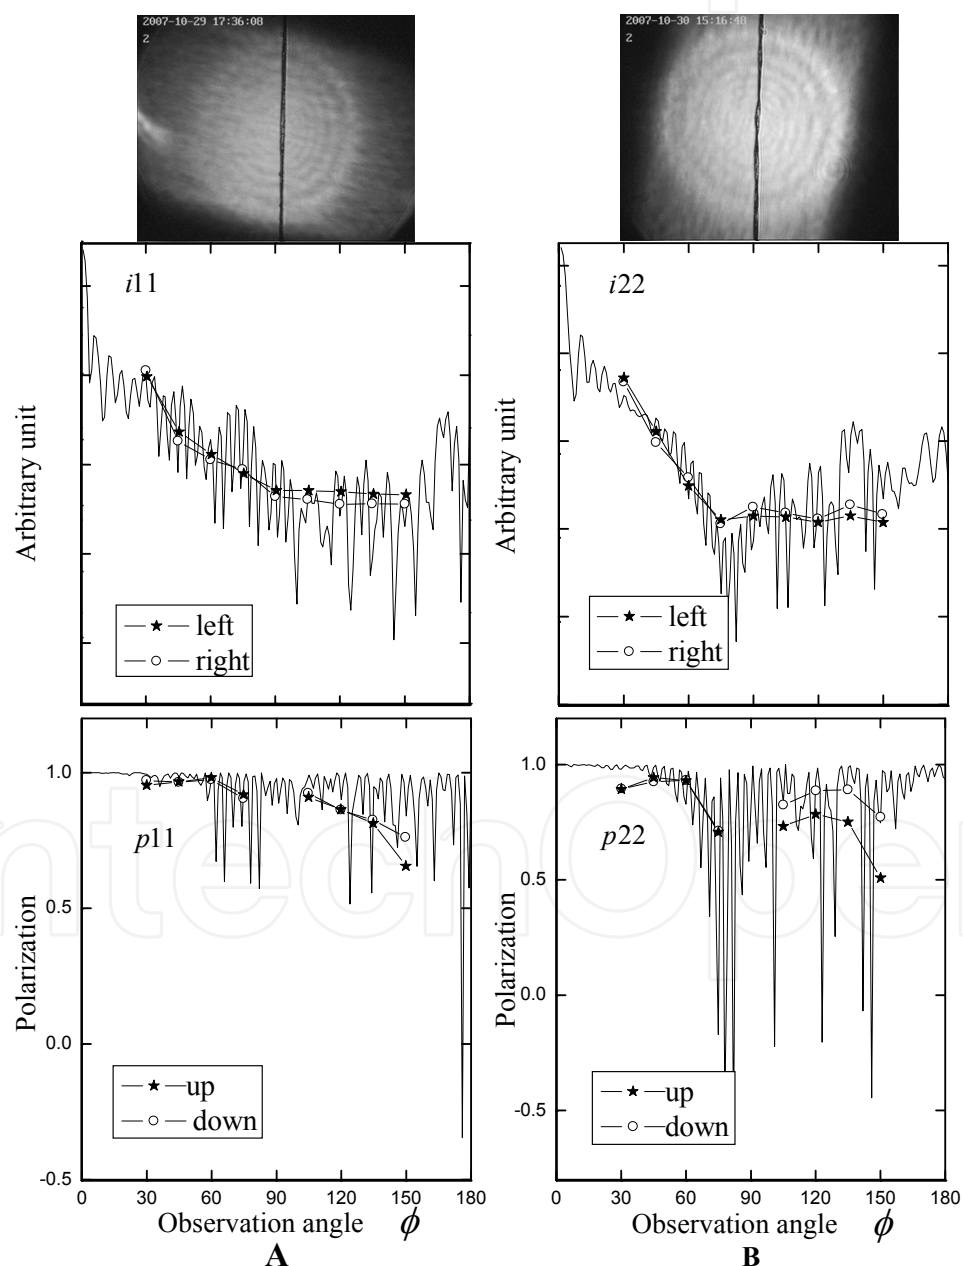 2007-10-29 17:36:08
2
2007-10-30 15:16:48
2
i11
Arbitrary unit
left
right
i22
Arbitrary unit
left
right
1.0
0.5
0.0
-0.5
p11
Polarization
up
down
0 30 60 90 120 150 180
Observation angle ϕ
A
1.0
0.5
0.0
-0.5
p22
Polarization
up
down
0 30 60 90 120 150 180
Observation angle ϕ
B